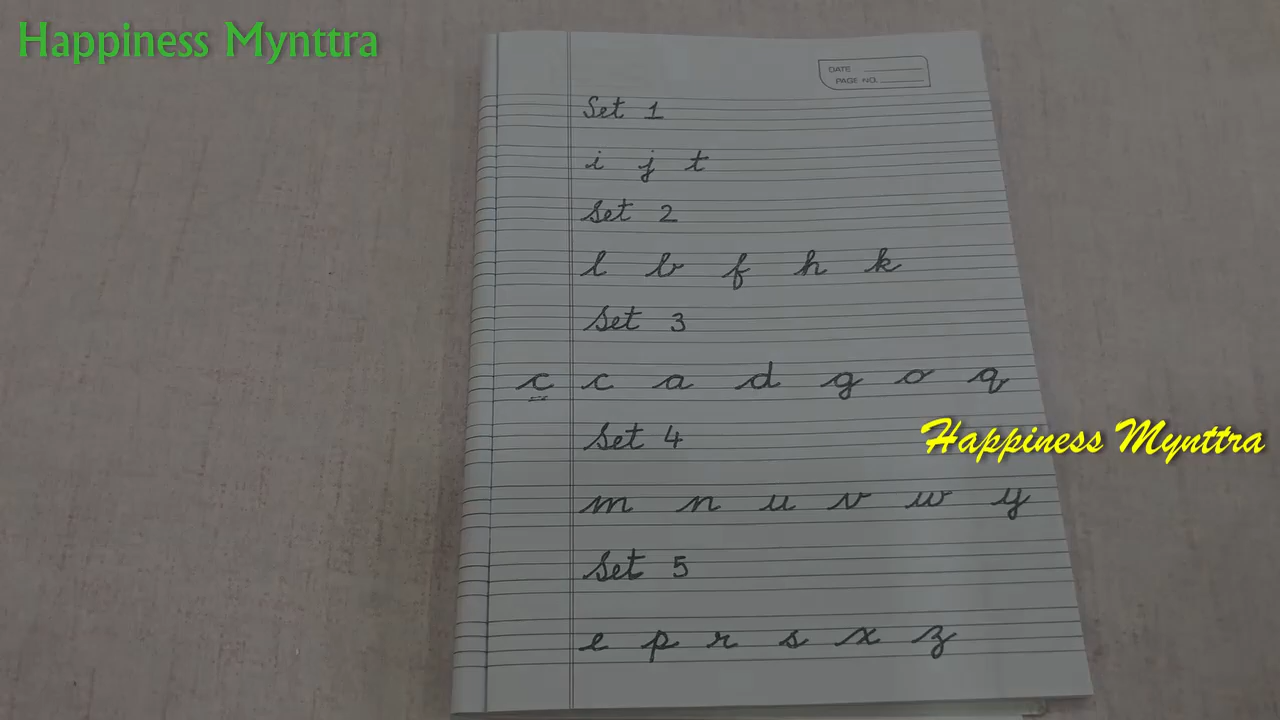 Happiness Mynttra
DATE
PAGE NO.
Set 1
i j t
Set 2
l b f h k
Set 3
c c a d g o q
Set 4
Happiness Mynttra
m n u v w y
Set 5
e p r s x z